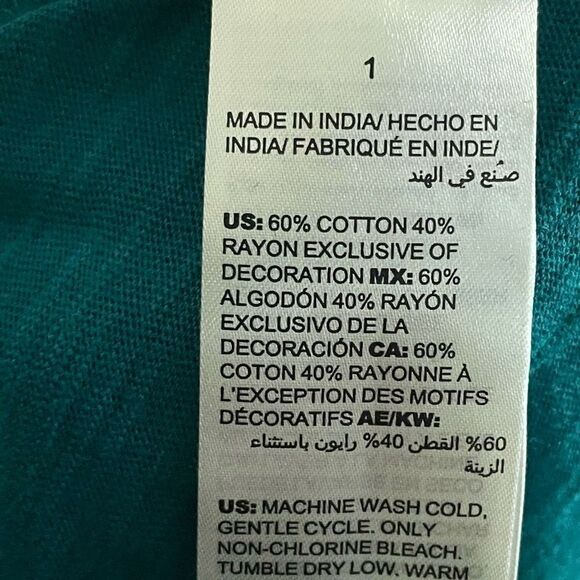 1
MADE IN INDIA/ HECHO EN
INDIA/ FABRIQUÉ EN INDE/
صُنع في الهند
US: 60% COTTON 40%
RAYON EXCLUSIVE OF
DECORATION MX: 60%
ALGODÓN 40% RAYÓN
EXCLUSIVO DE LA
DECORACIÓN CA: 60%
COTON 40% RAYONNE À
L'EXCEPTION DES MOTIFS
DÉCORATIFS AE/KW:
60% القطن 40% رايون باستثناء
الزينة
US: MACHINE WASH COLD,
GENTLE CYCLE. ONLY
NON-CHLORINE BLEACH.
TUMBLE DRY LOW. WARM